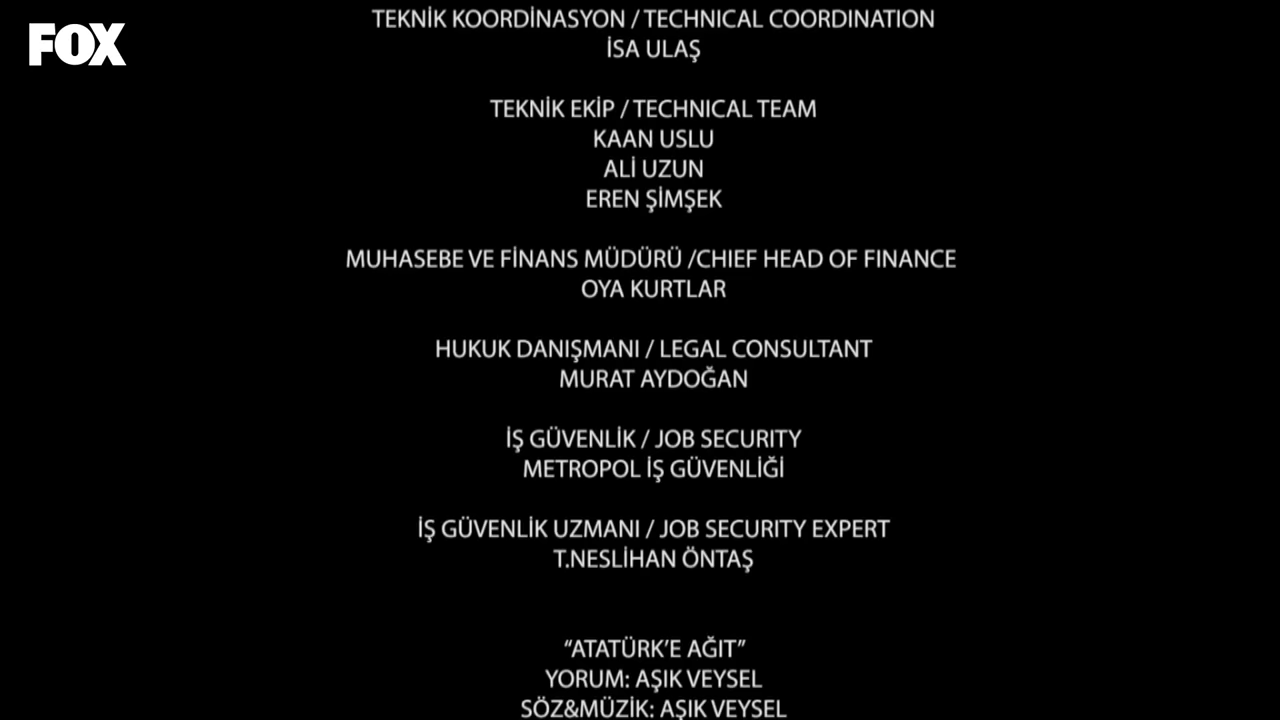 FOX
TEKNİK KOORDİNASYON / TECHNICAL COORDINATION
İSA ULAŞ
TEKNİK EKİP / TECHNICAL TEAM
KAAN USLU
ALİ UZUN
EREN ŞİMŞEK
MUHASEBE VE FİNANS MÜDÜRÜ /CHIEF HEAD OF FINANCE
OYA KURTLAR
HUKUK DANIŞMANI / LEGAL CONSULTANT
MURAT AYDOĞAN
İŞ GÜVENLİK / JOB SECURITY
METROPOL İŞ GÜVENLİĞİ
İŞ GÜVENLİK UZMANI / JOB SECURITY EXPERT
T.NESLİHAN ÖNTAŞ
“ATATÜRK’E AĞIT”
YORUM: AŞIK VEYSEL
SÖZ&MÜZİK: AŞIK VEYSEL